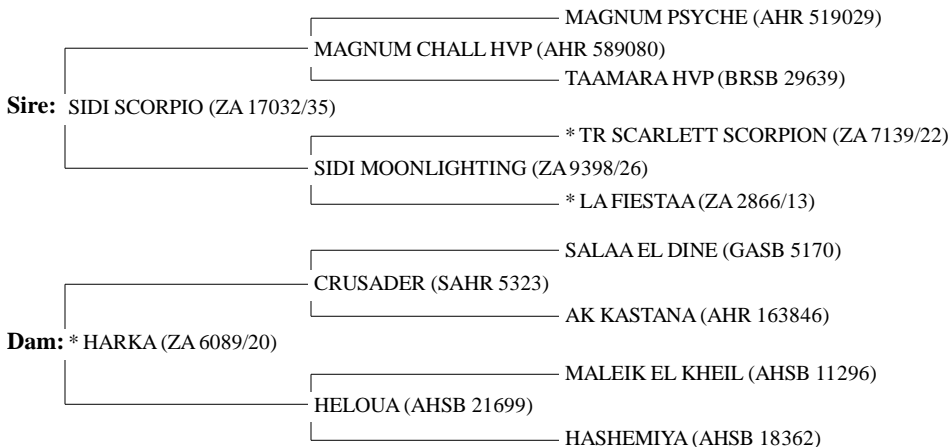 MAGNUM PSYCHE (AHR 519029)
MAGNUM CHALL HVP (AHR 589080)
TAAMARA HVP (BRSB 29639)
Sire: SIDI SCORPIO (ZA 17032/35)
* TR SCARLETT SCORPION (ZA 7139/22)
SIDI MOONLIGHTING (ZA 9398/26)
* LA FIESTAA (ZA 2866/13)
SALAA EL DINE (GASB 5170)
CRUSADER (SAHR 5323)
AK KASTANA (AHR 163846)
Dam: * HARKA (ZA 6089/20)
MALEIK EL KHEIL (AHSB 11296)
HELOUA (AHSB 21699)
HASHEMIYA (AHSB 18362)